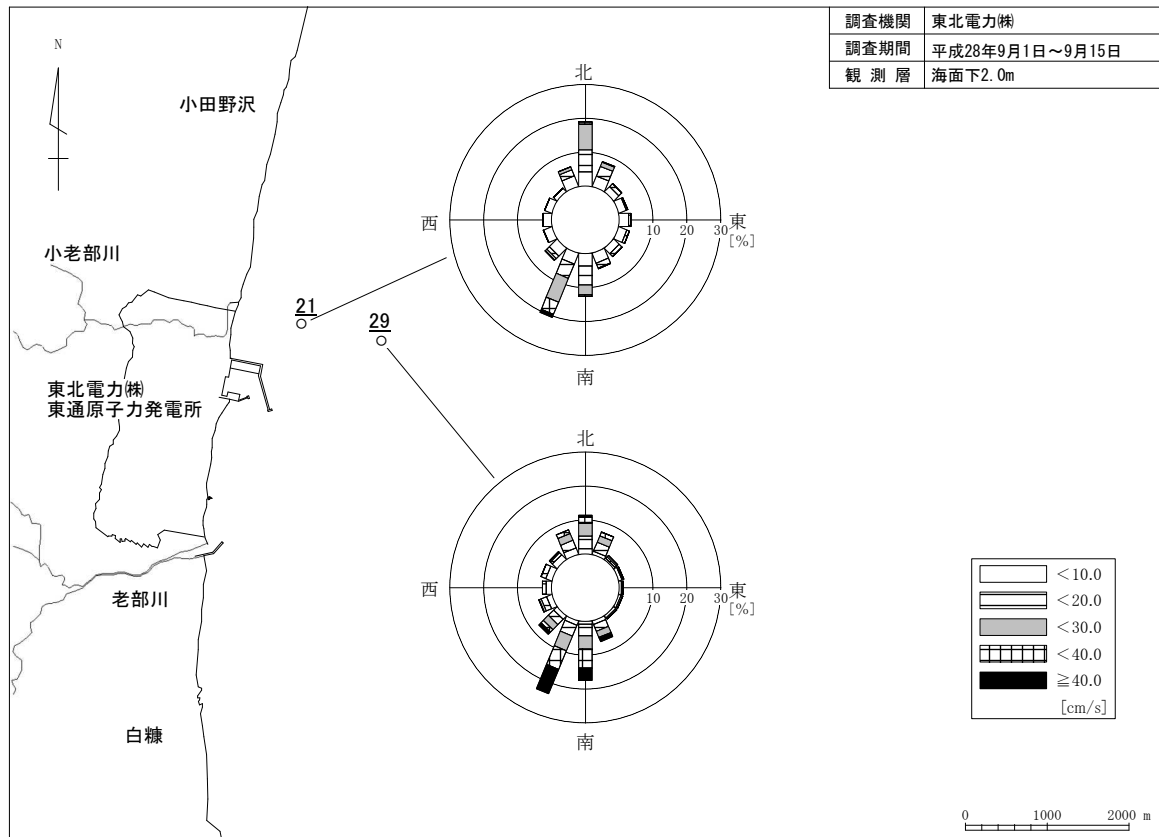 調査機関 東北電力㈱
調査期間 平成28年9月1日～9月15日
観 測 層 海面下2.0m
N
小田野沢
北
西
東
10 20 30
[%]
南
小老部川
21
29
東北電力㈱
東通原子力発電所
北
西
東
10 20 30
[%]
南
老部川
白糠
＜10.0
＜20.0
＜30.0
＜40.0
≧40.0
[cm/s]
0 1000 2000 m